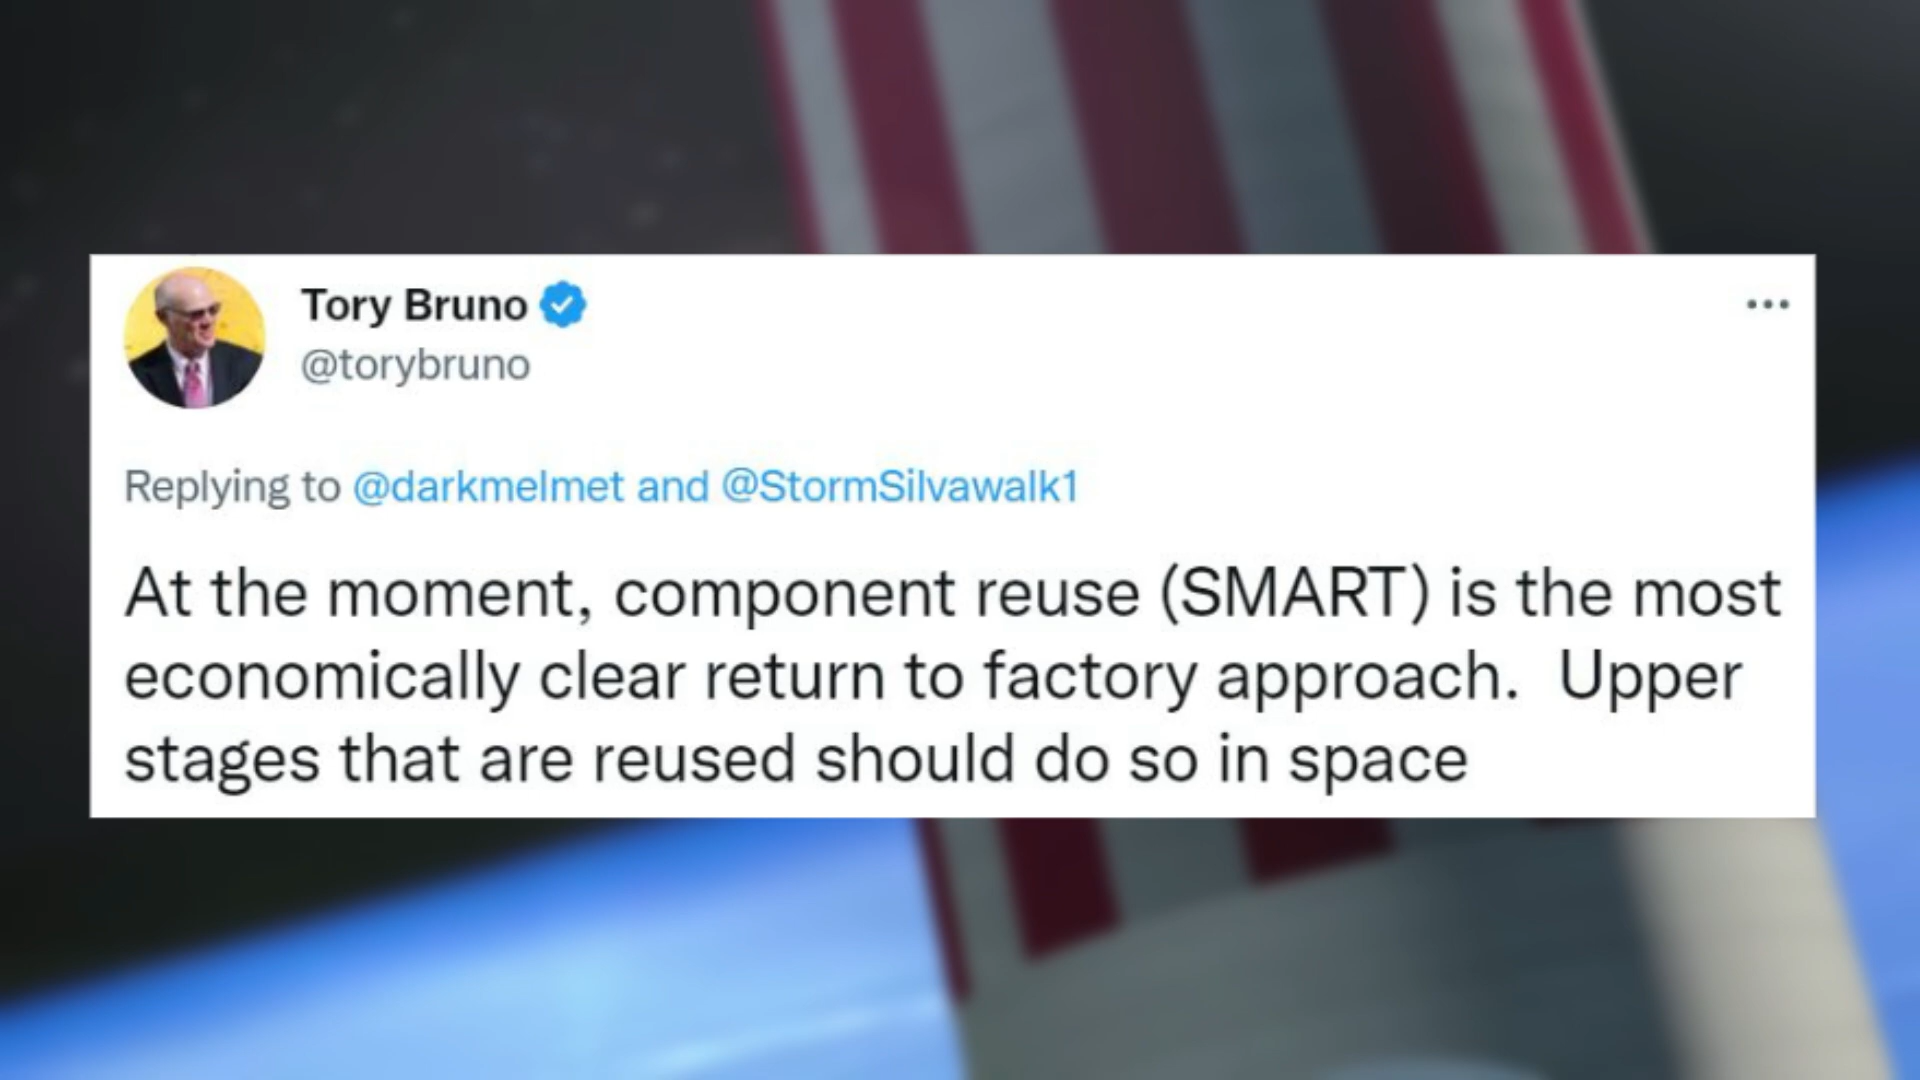 Tory Bruno
@torybruno
Replying to @darkmelmet and @StormSilvawalk1
At the moment, component reuse (SMART) is the most
economically clear return to factory approach.  Upper
stages that are reused should do so in space